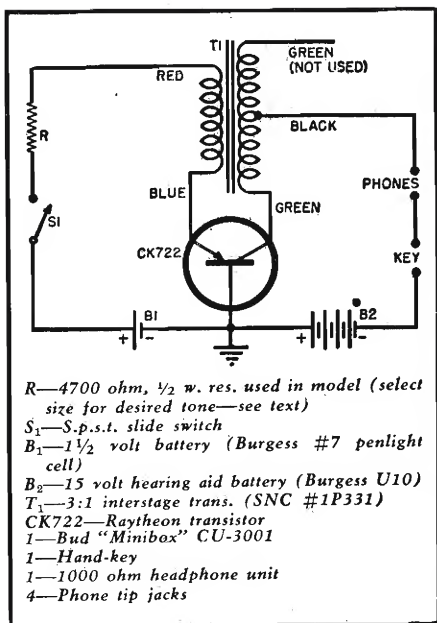 T1
GREEN
(NOT USED)
RED
R
BLACK
PHONES
BLUE
GREEN
S1
CK722
KEY
B1
B2
+ -
+ -
R—4700 ohm, ½ w. res. used in model (select
size for desired tone—see text)
S₁—S.p.s.t. slide switch
B₁—1½ volt battery (Burgess #7 penlight
cell)
B₂—15 volt hearing aid battery (Burgess U10)
T₁—3:1 interstage trans. (SNC #1P331)
CK722—Raytheon transistor
1—Bud "Minibox" CU-3001
1—Hand-key
1—1000 ohm headphone unit
4—Phone tip jacks